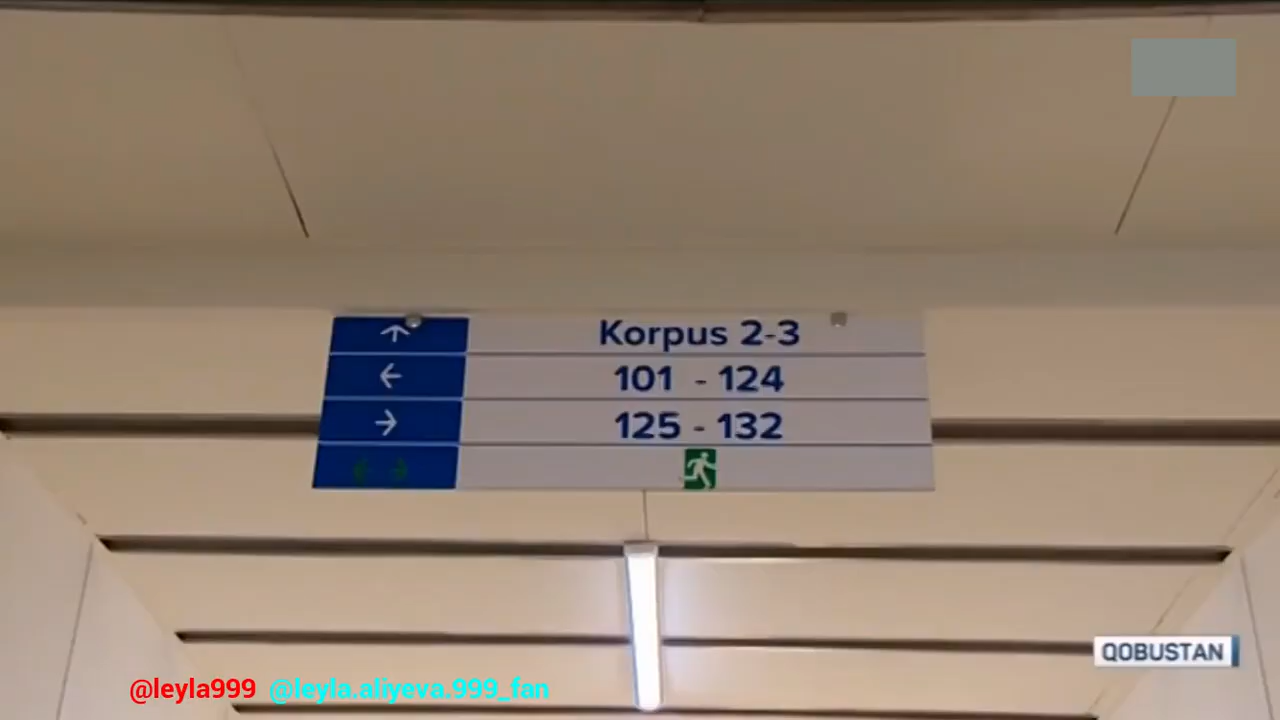 Korpus 2-3
101 - 124
125 - 132
QOBUSTAN
@leyla999 @leyla.aliyeva.999_fan